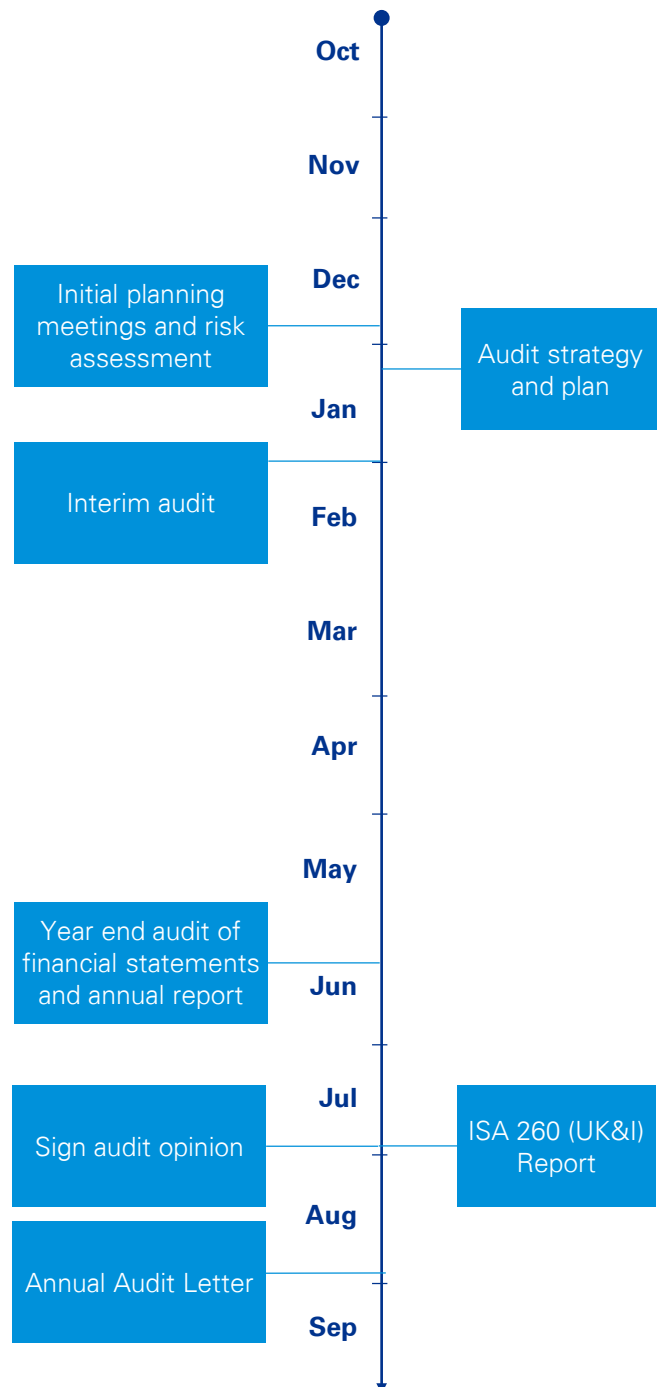 Oct
Nov
Dec
Initial planning
meetings and risk
assessment
Audit strategy
and plan
Jan
Interim audit
Feb
Mar
Apr
May
Year end audit of
financial statements
and annual report
Jun
Jul
Sign audit opinion
ISA 260 (UK&I)
Report
Aug
Annual Audit Letter
Sep